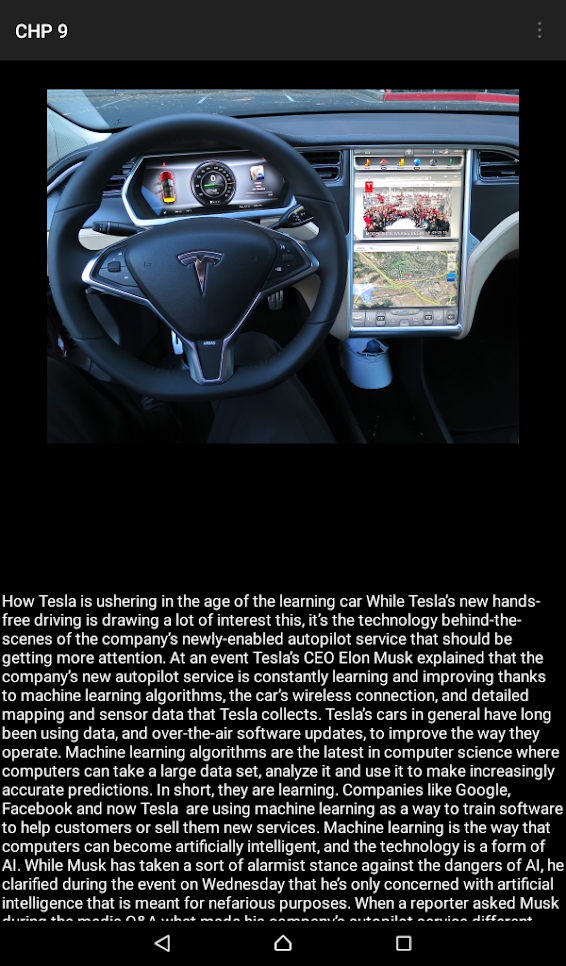 CHP 9
0
How Tesla is ushering in the age of the learning car While Tesla's new hands-
free driving is drawing a lot of interest this, it's the technology behind-the-
scenes of the company's newly-enabled autopilot service that should be
getting more attention. At an event Tesla's CEO Elon Musk explained that the
company's new autopilot service is constantly learning and improving thanks
to machine learning algorithms, the car's wireless connection, and detailed
mapping and sensor data that Tesla collects. Tesla's cars in general have long
been using data, and over-the-air software updates, to improve the way they
operate. Machine learning algorithms are the latest in computer science where
computers can take a large data set, analyze it and use it to make increasingly
accurate predictions. In short, they are learning. Companies like Google,
Facebook and now Tesla  are using machine learning as a way to train software
to help customers or sell them new services. Machine learning is the way that
computers can become artificially intelligent, and the technology is a form of
AI. While Musk has taken a sort of alarmist stance against the dangers of AI, he
clarified during the event on Wednesday that he's only concerned with artificial
intelligence that is meant for nefarious purposes. When a reporter asked Musk
during the media Q&A what made his company's autopilot service different